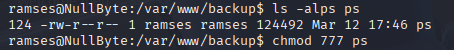 ramses@NullByte:/var/www/backup$ ls -alps ps
124 -rw-r--r-- 1 ramses ramses 124492 Mar 12 17:46 ps
ramses@NullByte:/var/www/backup$ chmod 777 ps